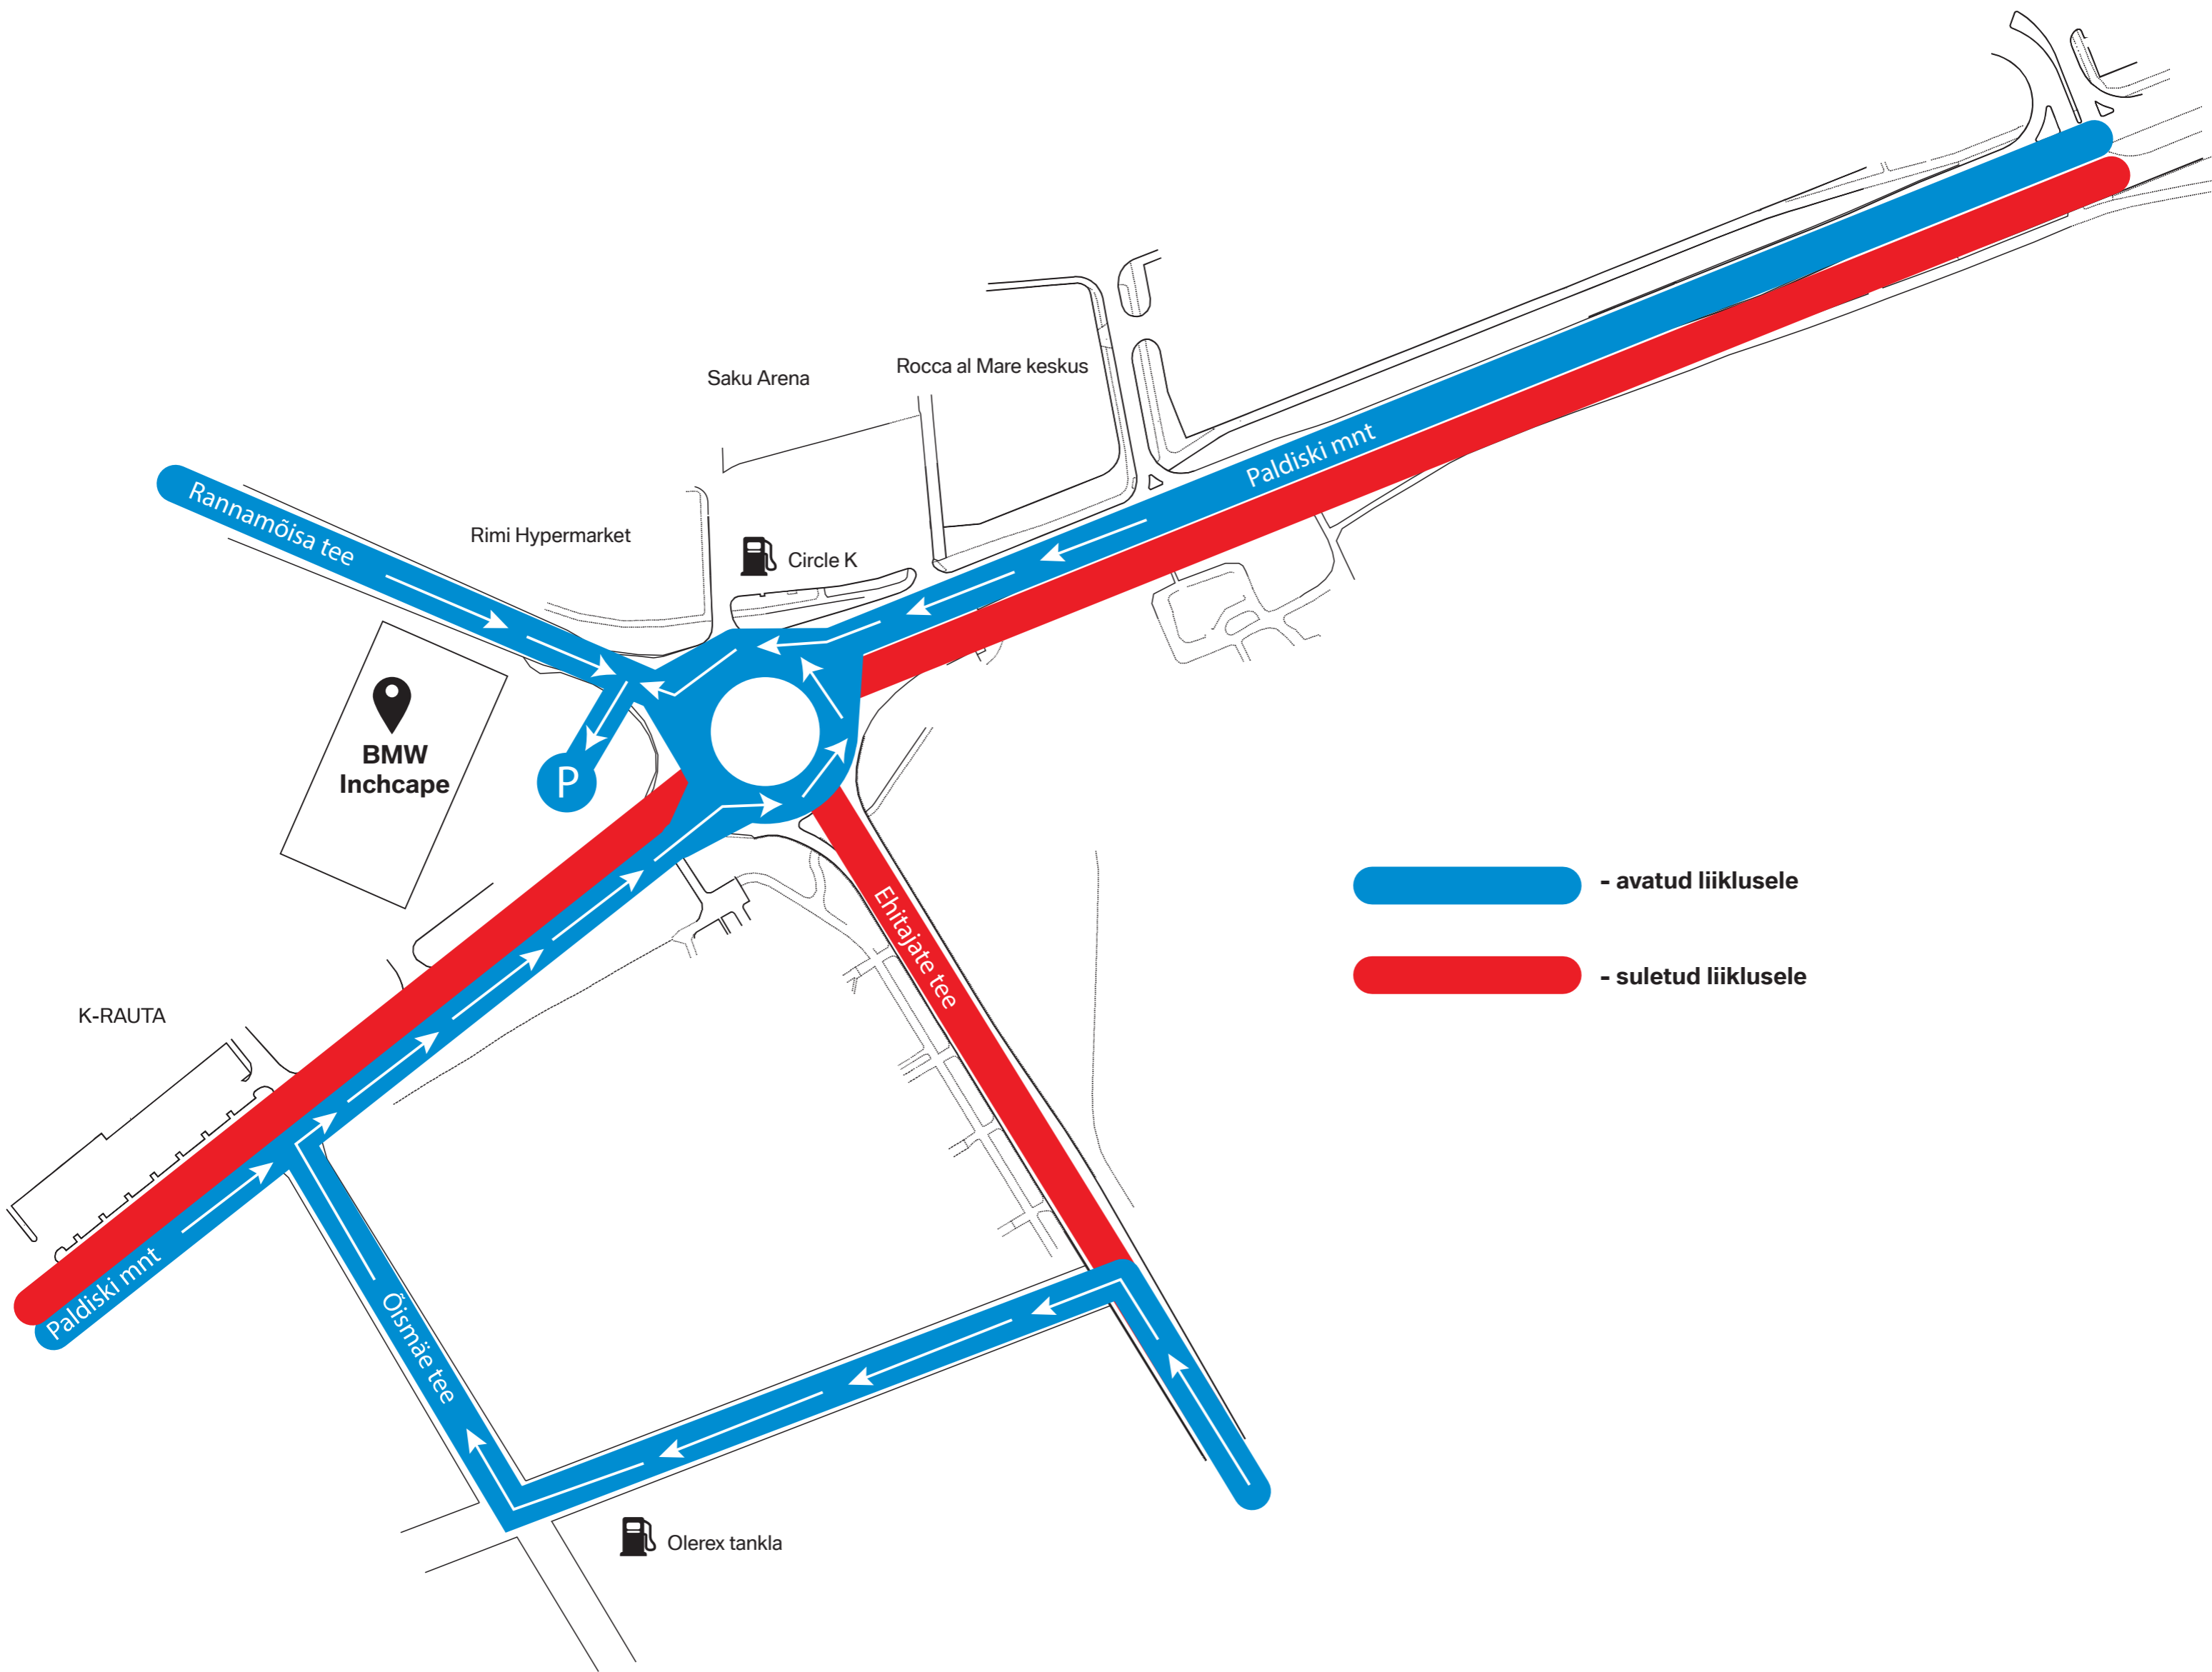 Saku Arena
Rocca al Mare keskus
Paldiski mnt
Rannamõisa tee
Rimi Hypermarket
Circle K
BMW
Inchcape
P
Ehitajate tee
- avatud liiklusele
- suletud liiklusele
K-RAUTA
Paldiski mnt
Õismäe tee
Olerex tankla